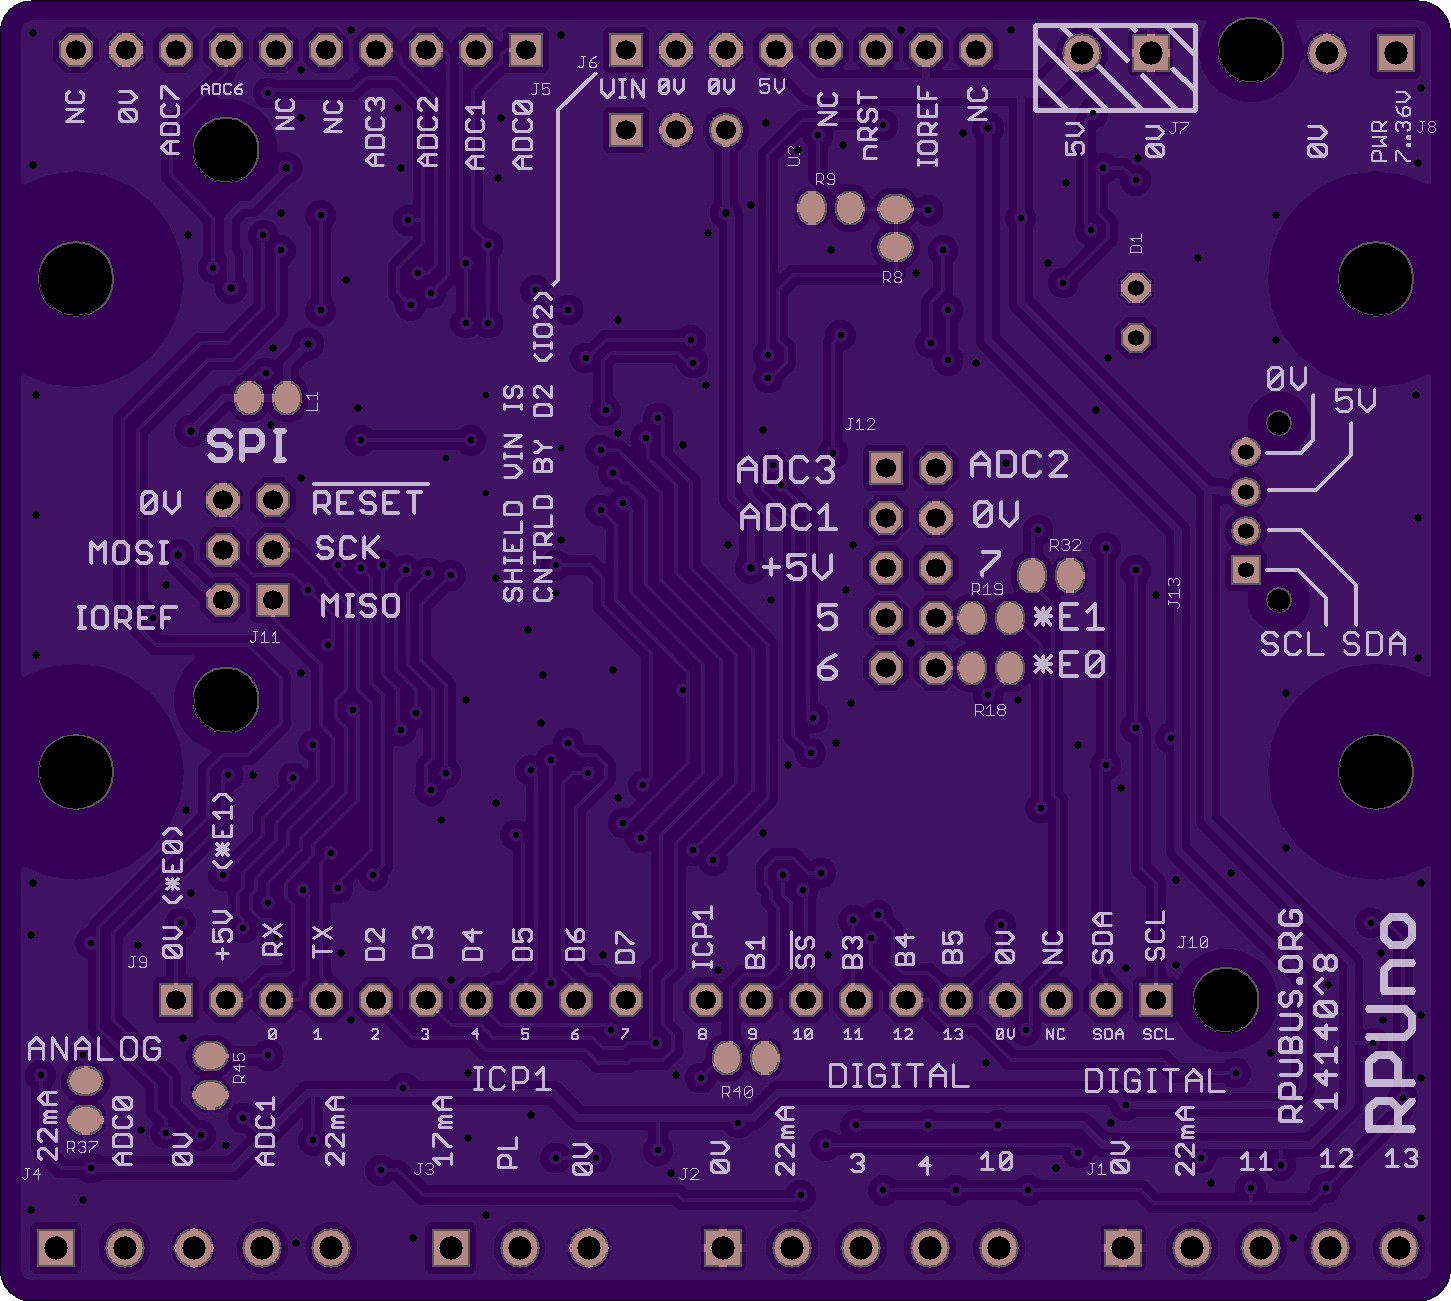 NC 0V ADC7 ADC6 NC NC ADC3 ADC2 ADC1 ADC0 J5
J6
VIN 0V 0V 5V NC nRST IOREF NC
5V 0V J7
0V PWR 7..36V J8
R9
R8
D1
SHIELD VIN IS
CNTRLD BY D2 (IO2)
L1
SPI
0V RESET
MOSI SCK
IOREF MISO
J11
J12
ADC3 ADC2
ADC1 0V
+5V 7
5 *E1
6 *E0
R32
R19
R18
J13
0V 5V
SCL SDA
J9
0V (*E0)
+5V (*E1)
RX TX D2 D3 D4 D5 D6 D7
0 1 2 3 4 5 6 7
ICP1 B1 SS B3 B4 B5 0V NC SDA SCL J10
8 9 10 11 12 13 0V NC SDA SCL
RPUBUS.ORG
14140^8
RPUno
ANALOG ICP1 DIGITAL DIGITAL
R45
R40
R37
J4 22mA ADC0 0V ADC1 22mA
J3 17mA PL 0V
J2 0V 22mA 3 4 10
J1 0V 22mA 11 12 13